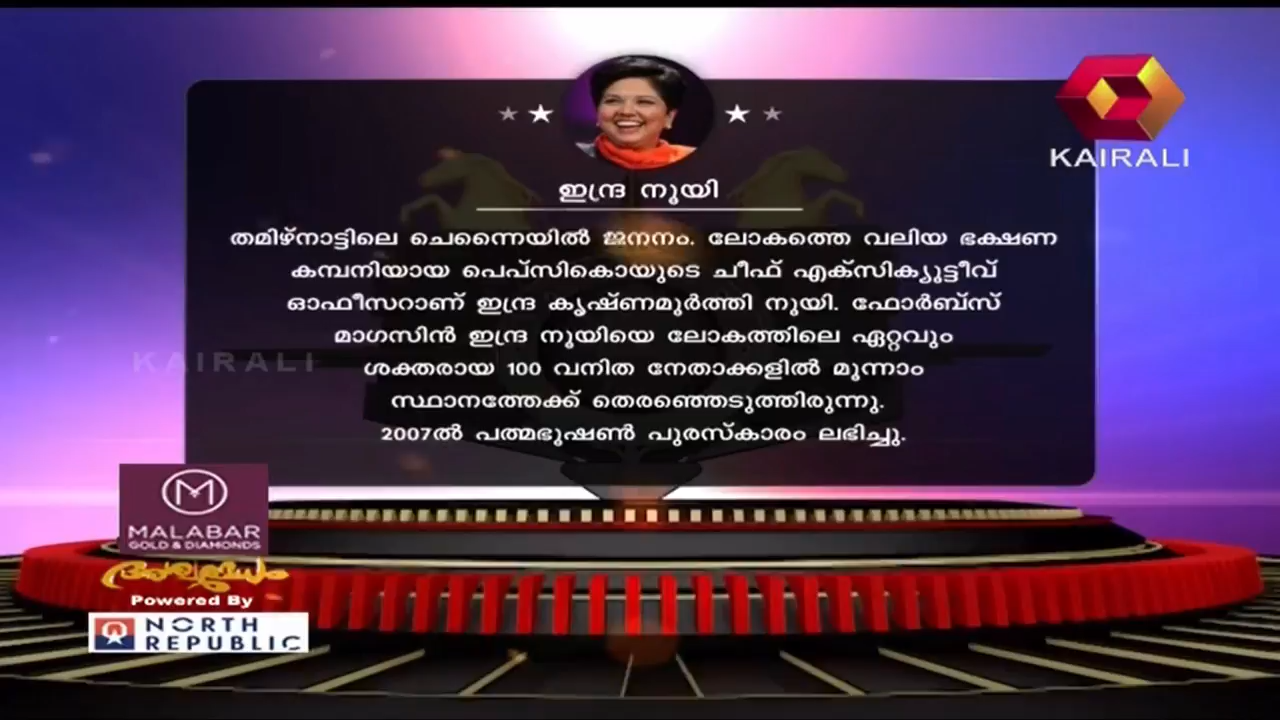 KAIRALI
ഇന്ദ്ര നൂയി
തമിഴ്നാട്ടിലെ ചെന്നൈയിൽ ജനനം. ലോകത്തെ വലിയ ഭക്ഷണ
കമ്പനിയായ പെപ്സികൊയുടെ ചീഫ് എക്സിക്യൂട്ടീവ്
ഓഫീസറാണ് ഇന്ദ്ര കൃഷ്ണമൂർത്തി നൂയി. ഫോർബ്സ്
മാഗസിൻ ഇന്ദ്ര നൂയിയെ ലോകത്തിലെ ഏറ്റവും
KAIRALI
ശക്തരായ 100 വനിത നേതാക്കളിൽ മൂന്നാം
സ്ഥാനത്തേക്ക് തെരഞ്ഞെടുത്തിരുന്നു.
2007ൽ പത്മഭൂഷൺ പുരസ്കാരം ലഭിച്ചു.
MALABAR
GOLD & DIAMONDS
അശ്വമേധം
Powered By
NORTH
REPUBLIC